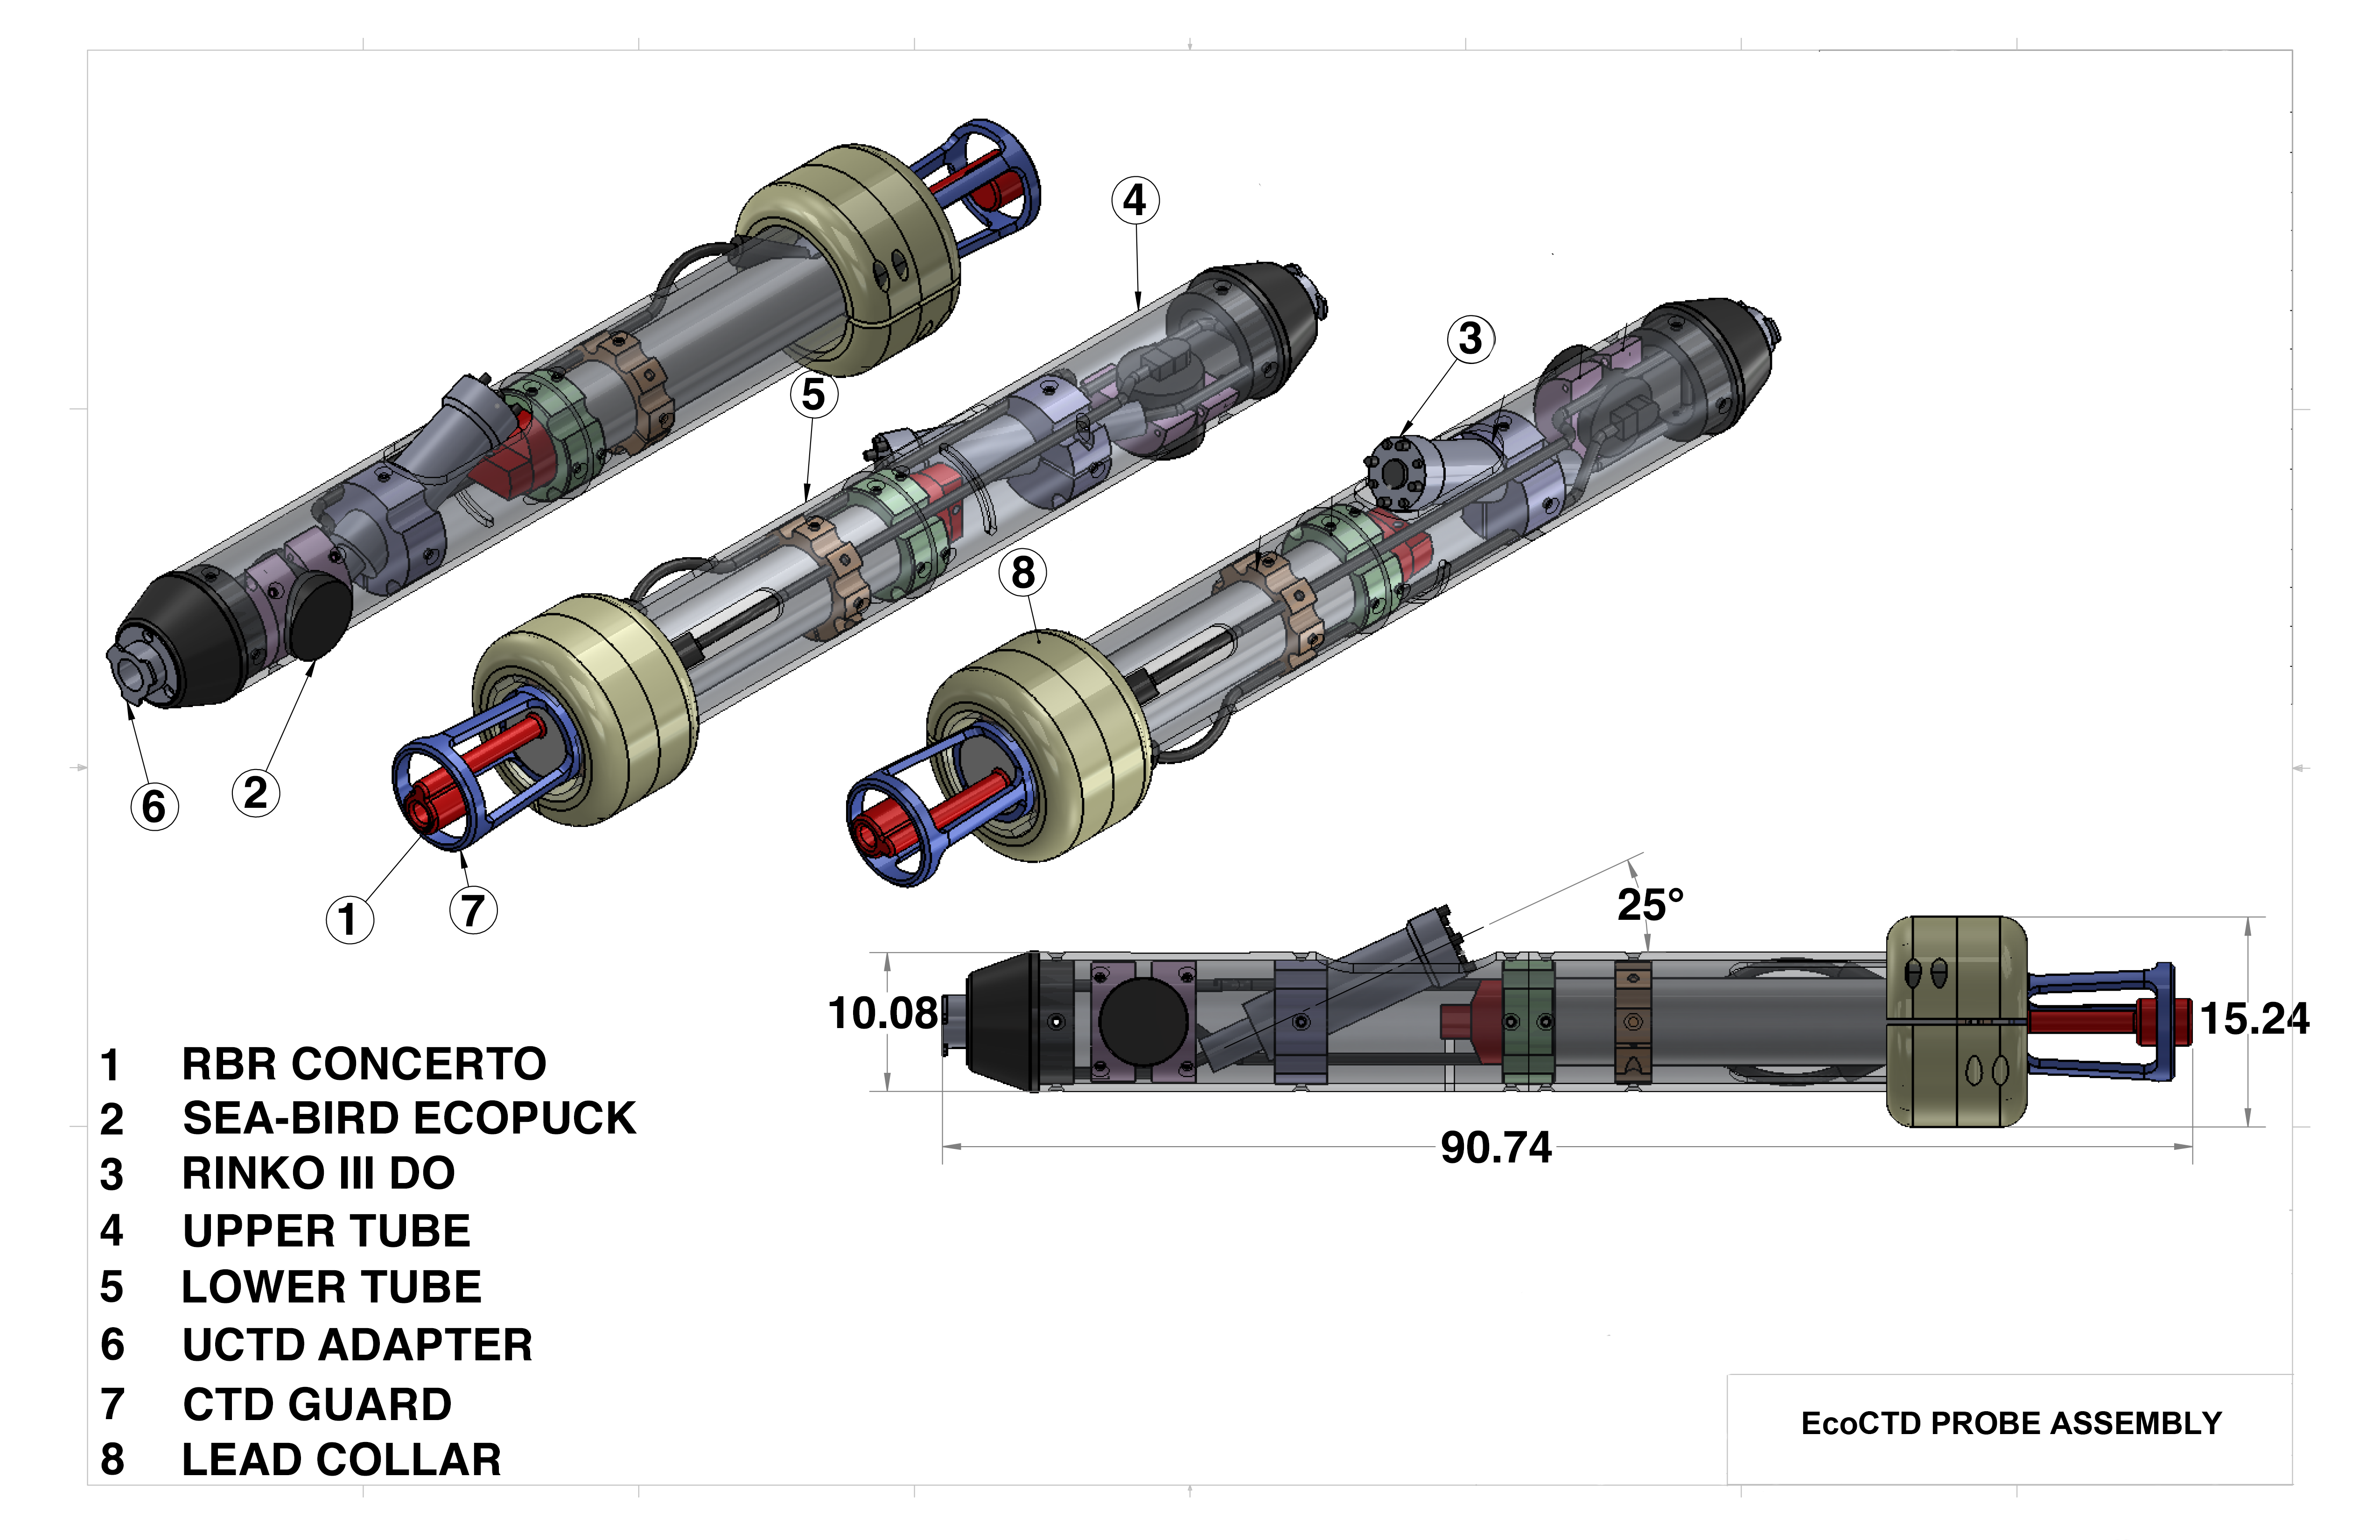 4
3
5
8
6
2
1
7
25°
10.08
15.24
90.74
1 RBR CONCERTO
2 SEA-BIRD ECOPUCK
3 RINKO III DO
4 UPPER TUBE
5 LOWER TUBE
6 UCTD ADAPTER
7 CTD GUARD
8 LEAD COLLAR
EcoCTD PROBE ASSEMBLY